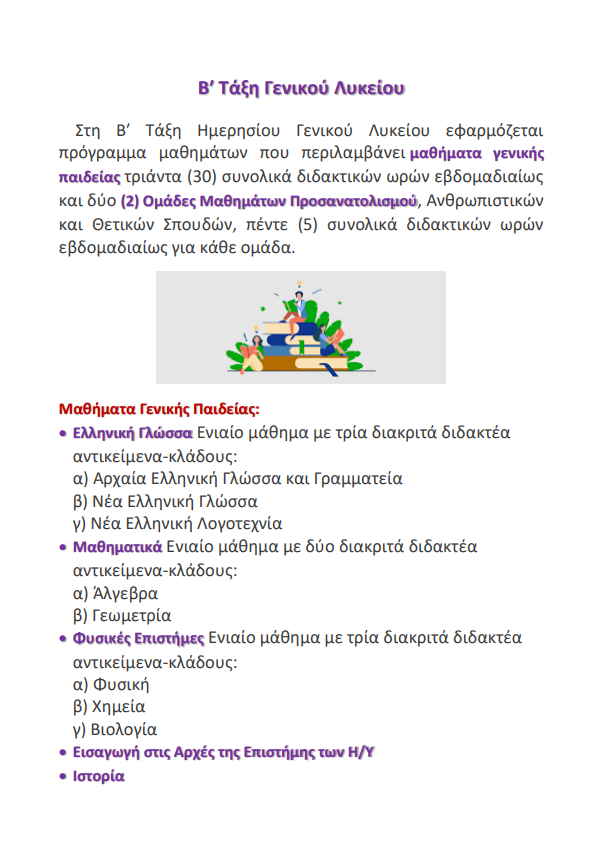 Β’ Τάξη Γενικού Λυκείου
Στη Β’ Τάξη Ημερησίου Γενικού Λυκείου εφαρμόζεται
πρόγραμμα μαθημάτων που περιλαμβάνει μαθήματα γενικής
παιδείας τριάντα (30) συνολικά διδακτικών ωρών εβδομαδιαίως
και δύο (2) Ομάδες Μαθημάτων Προσανατολισμού, Ανθρωπιστικών
και Θετικών Σπουδών, πέντε (5) συνολικά διδακτικών ωρών
εβδομαδιαίως για κάθε ομάδα.
Μαθήματα Γενικής Παιδείας:
• Ελληνική Γλώσσα Ενιαίο μάθημα με τρία διακριτά διδακτέα
αντικείμενα-κλάδους:
α) Αρχαία Ελληνική Γλώσσα και Γραμματεία
β) Νέα Ελληνική Γλώσσα
γ) Νέα Ελληνική Λογοτεχνία
• Μαθηματικά Ενιαίο μάθημα με δύο διακριτά διδακτέα
αντικείμενα-κλάδους:
α) Άλγεβρα
β) Γεωμετρία
• Φυσικές Επιστήμες Ενιαίο μάθημα με τρία διακριτά διδακτέα
αντικείμενα-κλάδους:
α) Φυσική
β) Χημεία
γ) Βιολογία
• Εισαγωγή στις Αρχές της Επιστήμης των Η/Υ
• Ιστορία